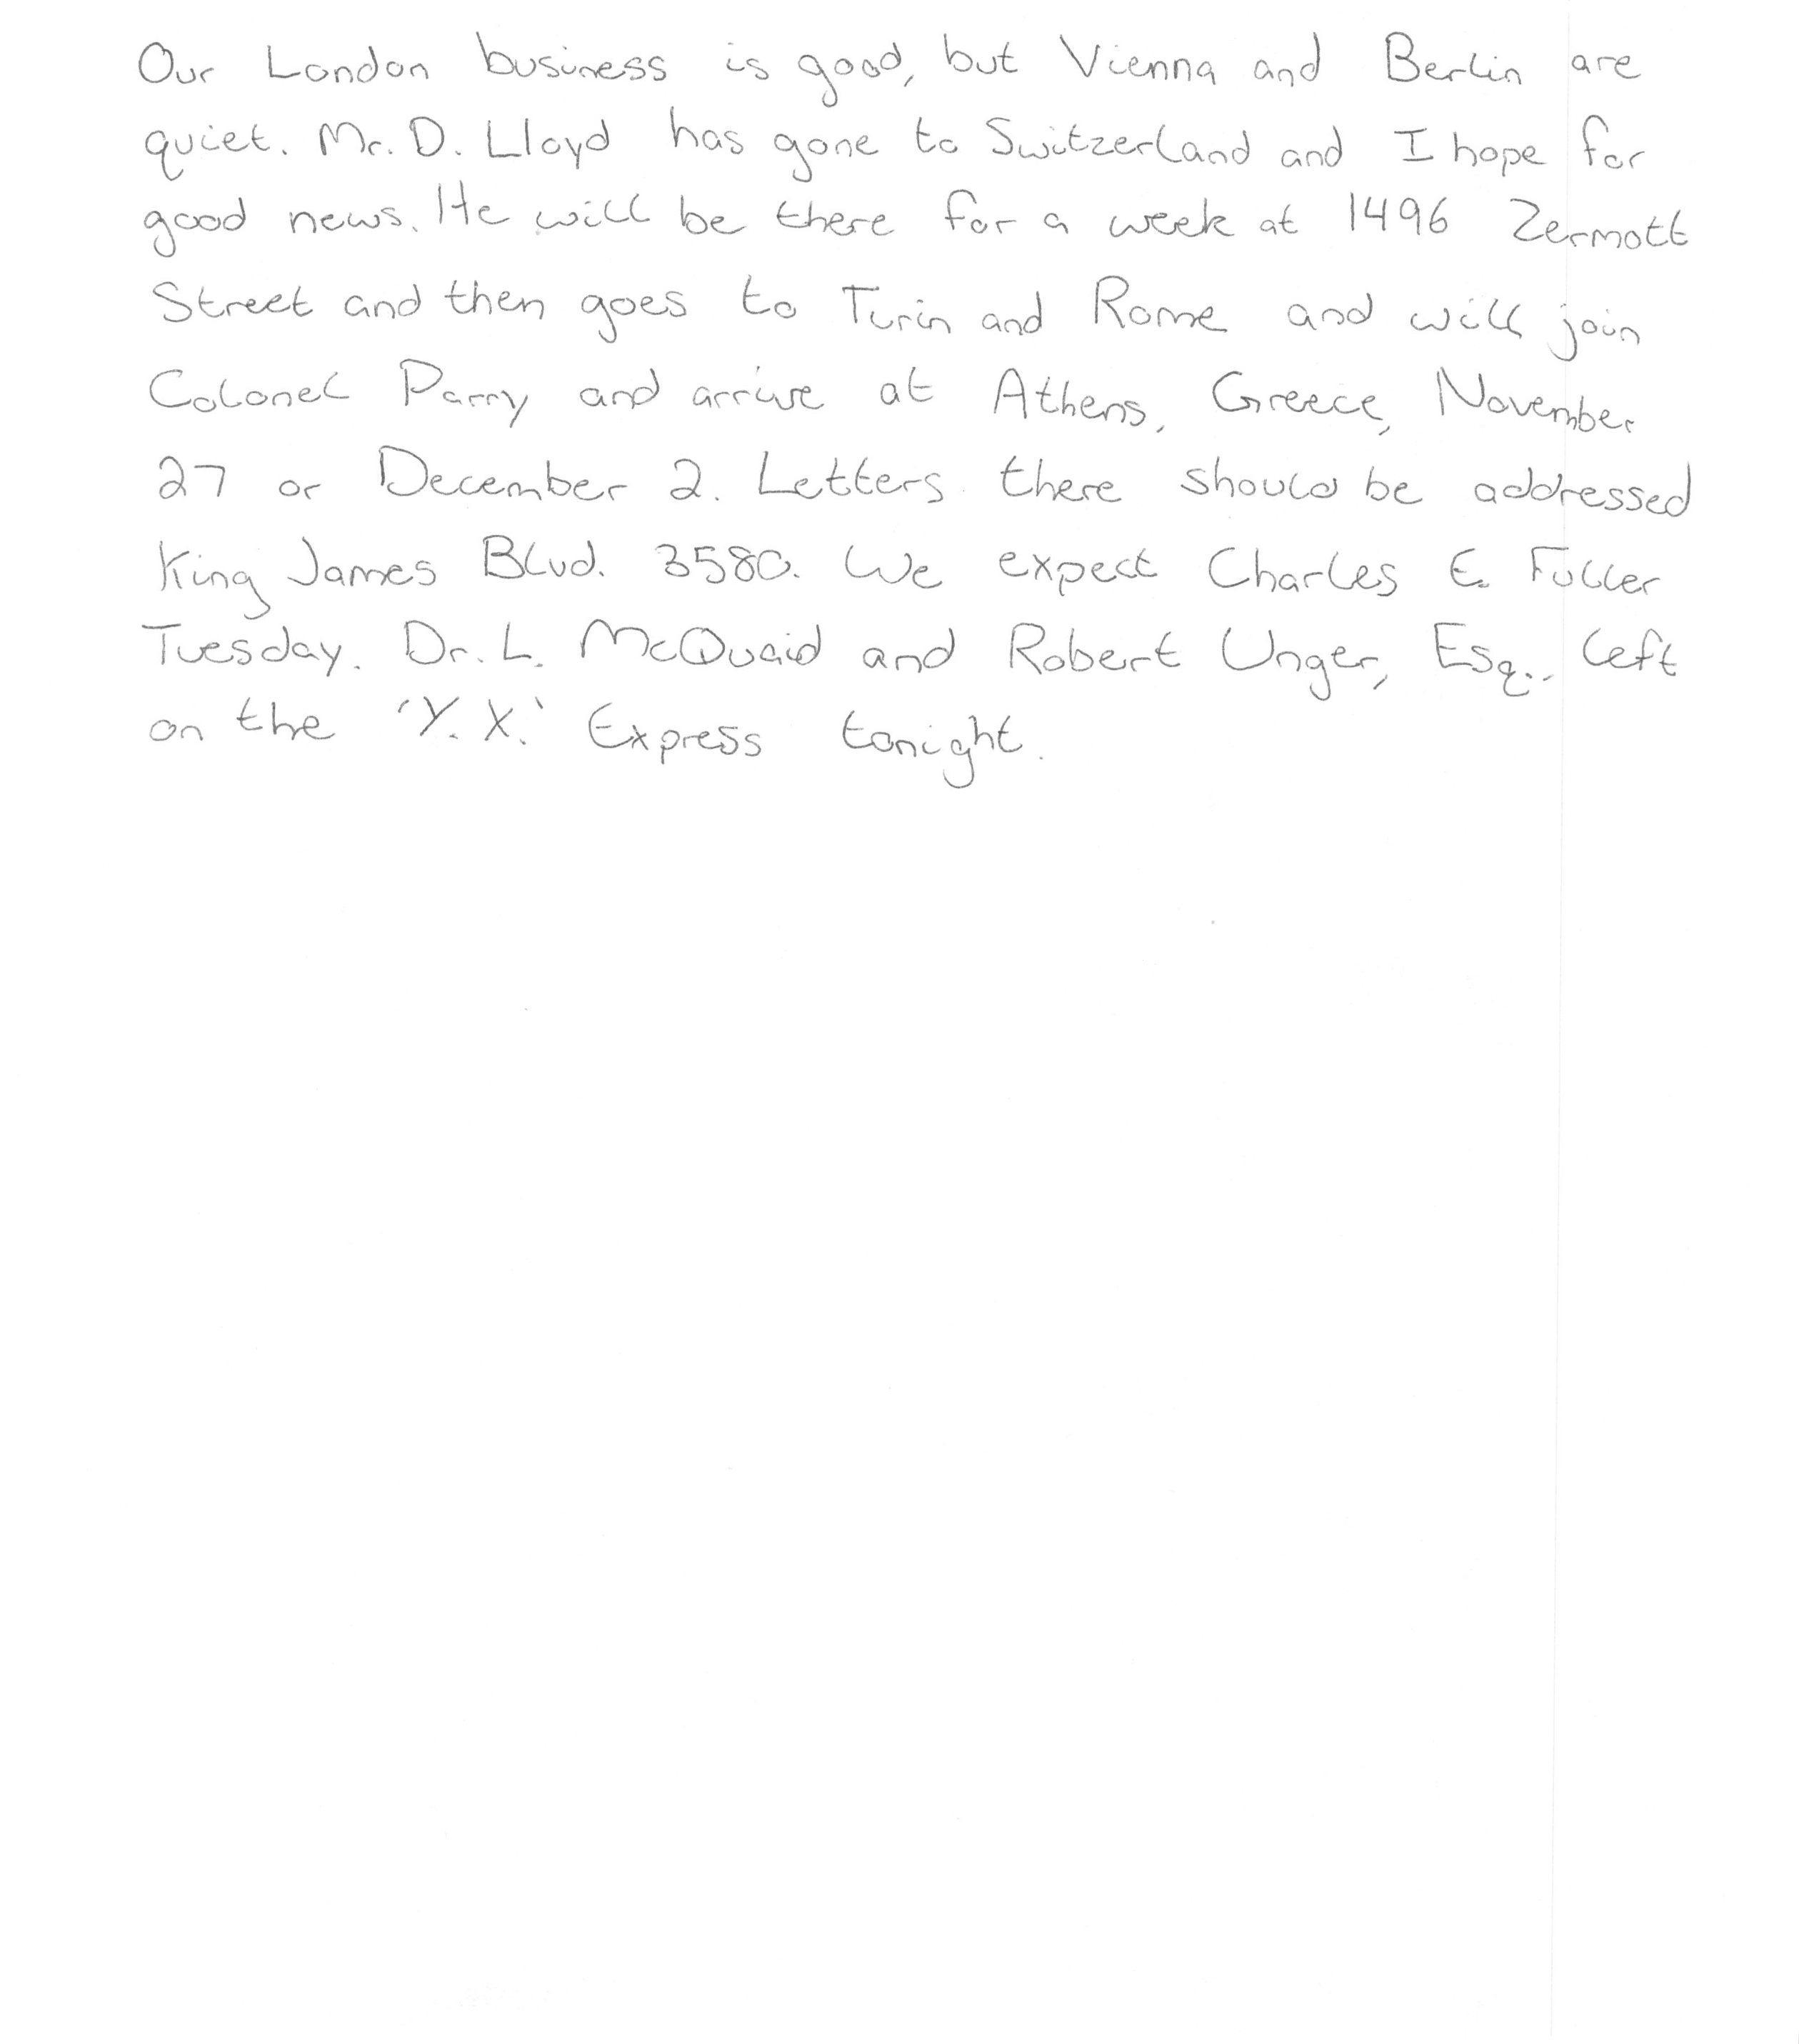 Our London business is good, but Vienna and Berlin are
quiet. Mr. D. Lloyd has gone to Switzerland and I hope for
good news. He will be there for a week at 1496 Zermott
Street and then goes to Turin and Rome and will join
Colonel Parry and arrive at Athens, Greece, November
27 or December 2. Letters there should be addressed
King James Blvd. 3580. We expect Charles E. Fuller
Tuesday. Dr. L. McQuaid and Robert Unger, Esq., left
on the 'Y. X.' Express tonight.